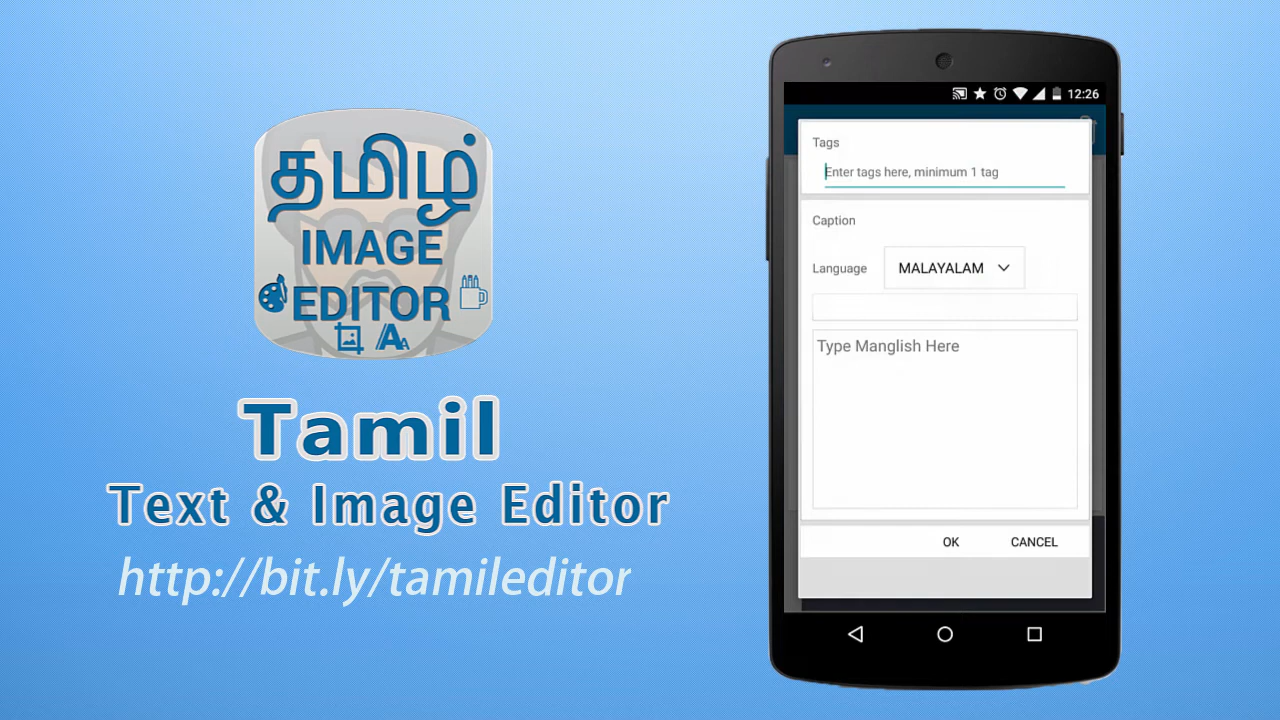 தமிழ்
IMAGE
EDITOR
Tamil
Text & Image Editor
http://bit.ly/tamileditor
12:26
Tags
Enter tags here, minimum 1 tag
Caption
Language
MALAYALAM
Type Manglish Here
OK
CANCEL